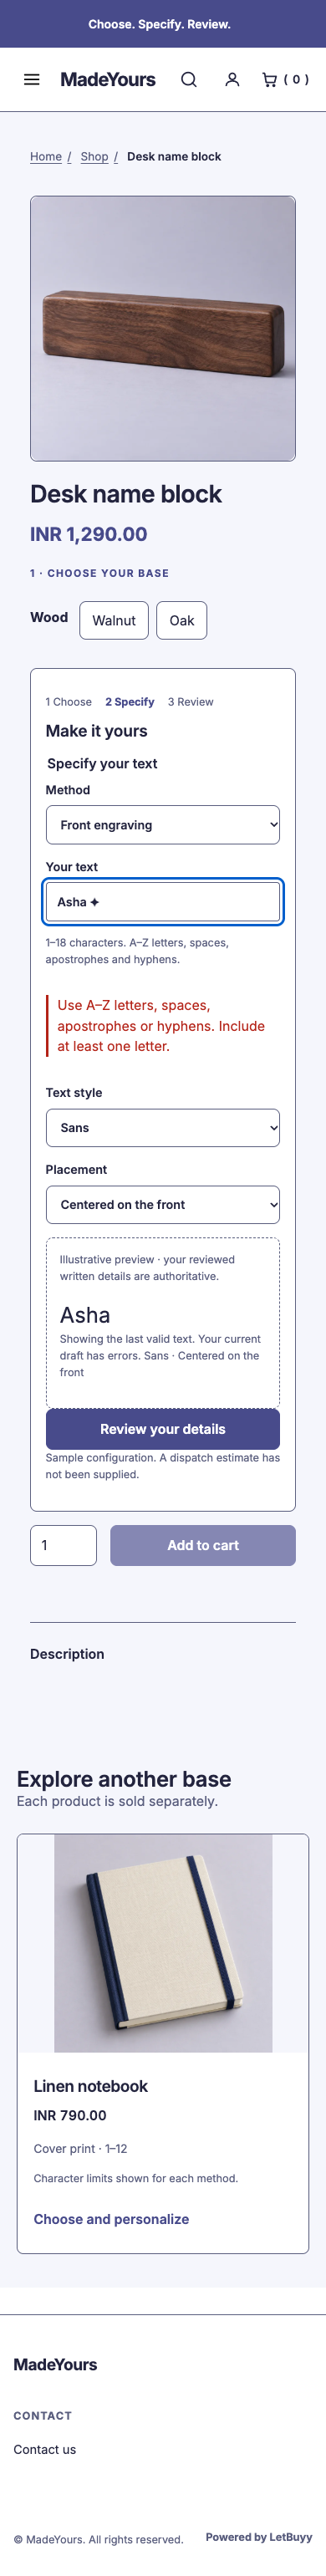 Choose. Specify. Review.
MadeYours ( 0 )
Home / Shop / Desk name block
Desk name block
INR 1,290.00
1 · CHOOSE YOUR BASE
Wood Walnut Oak
1 Choose 2 Specify 3 Review
Make it yours
Specify your text
Method
Front engraving
Your text
Asha ✦
1–18 characters. A–Z letters, spaces,
apostrophes and hyphens.
Use A–Z letters, spaces,
apostrophes or hyphens. Include
at least one letter.
Text style
Sans
Placement
Centered on the front
Illustrative preview · your reviewed
written details are authoritative.
Asha
Showing the last valid text. Your current
draft has errors. Sans · Centered on the
front
Review your details
Sample configuration. A dispatch estimate has
not been supplied.
1 Add to cart
Description
Explore another base
Each product is sold separately.
Linen notebook
INR 790.00
Cover print · 1–12
Character limits shown for each method.
Choose and personalize
MadeYours
CONTACT
Contact us
© MadeYours. All rights reserved. Powered by LetBuyy